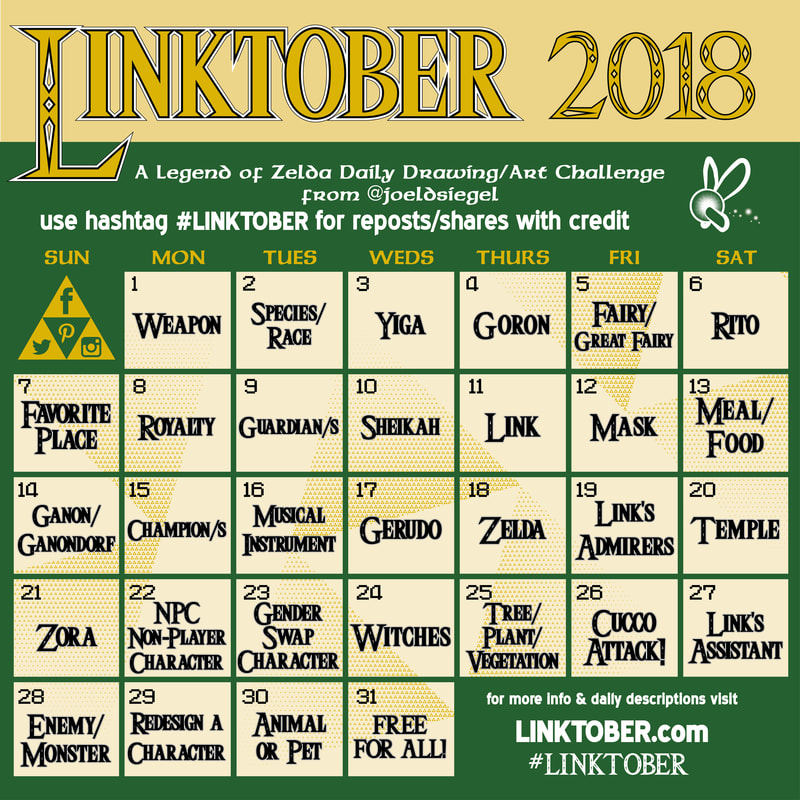 LINKTOBER 2018
A Legend of Zelda Daily Drawing/Art Challenge
from @joeldsiegel
use hashtag #LINKTOBER for reposts/shares with credit
SUN MON TUES WEDS THURS FRI SAT
1
Weapon
2
Species/
Race
3
Yiga
4
Goron
5
Fairy/
Great Fairy
6
Rito
7
Favorite
Place
8
Royalty
9
Guardian/s
10
Sheikah
11
Link
12
Mask
13
Meal/
Food
14
Ganon/
Ganondorf
15
Champion/s
16
Musical
Instrument
17
Gerudo
18
Zelda
19
Link's
Admirers
20
Temple
21
Zora
22
NPC
Non-Player
Character
23
Gender
Swap
Character
24
Witches
25
Tree/
Plant/
Vegetation
26
Cucco
Attack!
27
Link's
Assistant
28
Enemy/
Monster
29
Redesign a
Character
30
Animal
or Pet
31
FREE
FOR ALL!
for more info & daily descriptions visit
LINKTOBER.com
#LINKTOBER